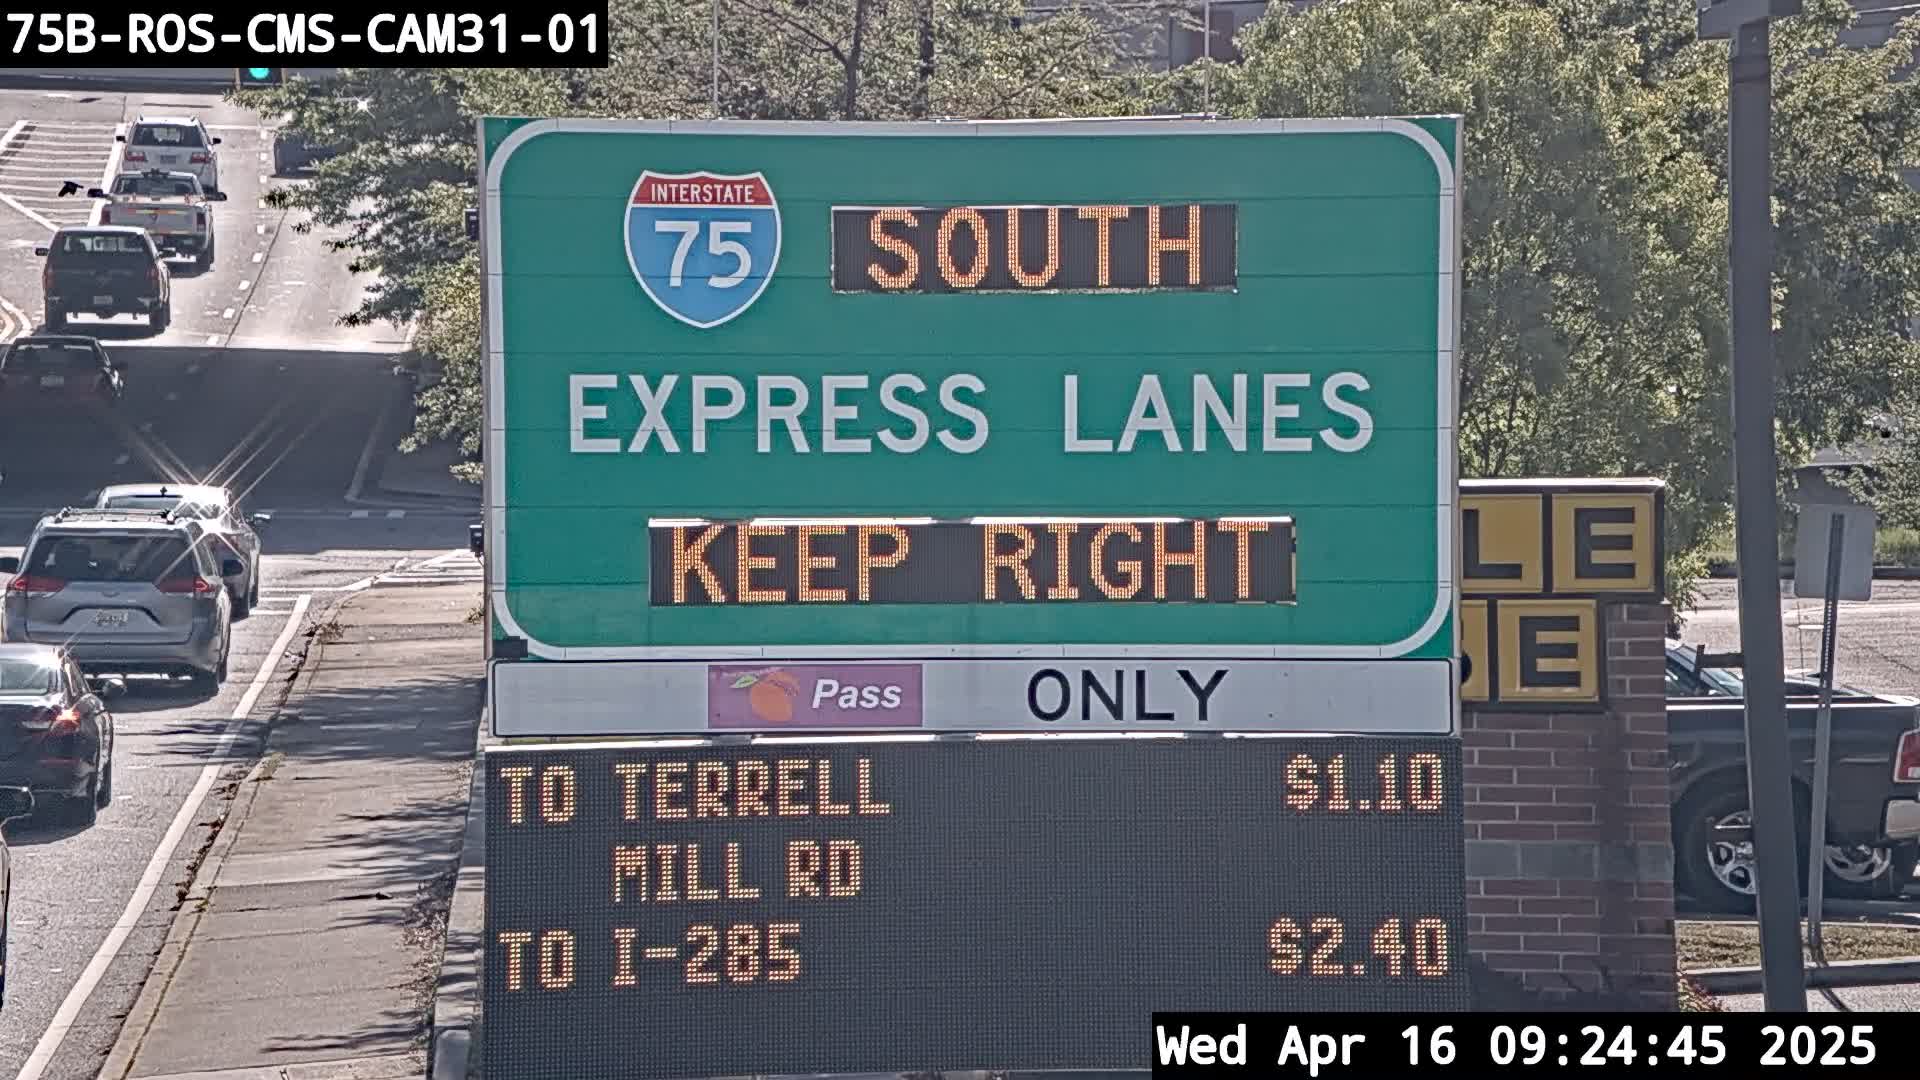 75B-ROS-CMS-CAM31-01
INTERSTATE
75
SOUTH
EXPRESS LANES
KEEP RIGHT
Pass ONLY
TO TERRELL $1.10
MILL RD
TO I-285 $2.40
LE
E
Wed Apr 16 09:24:45 2025